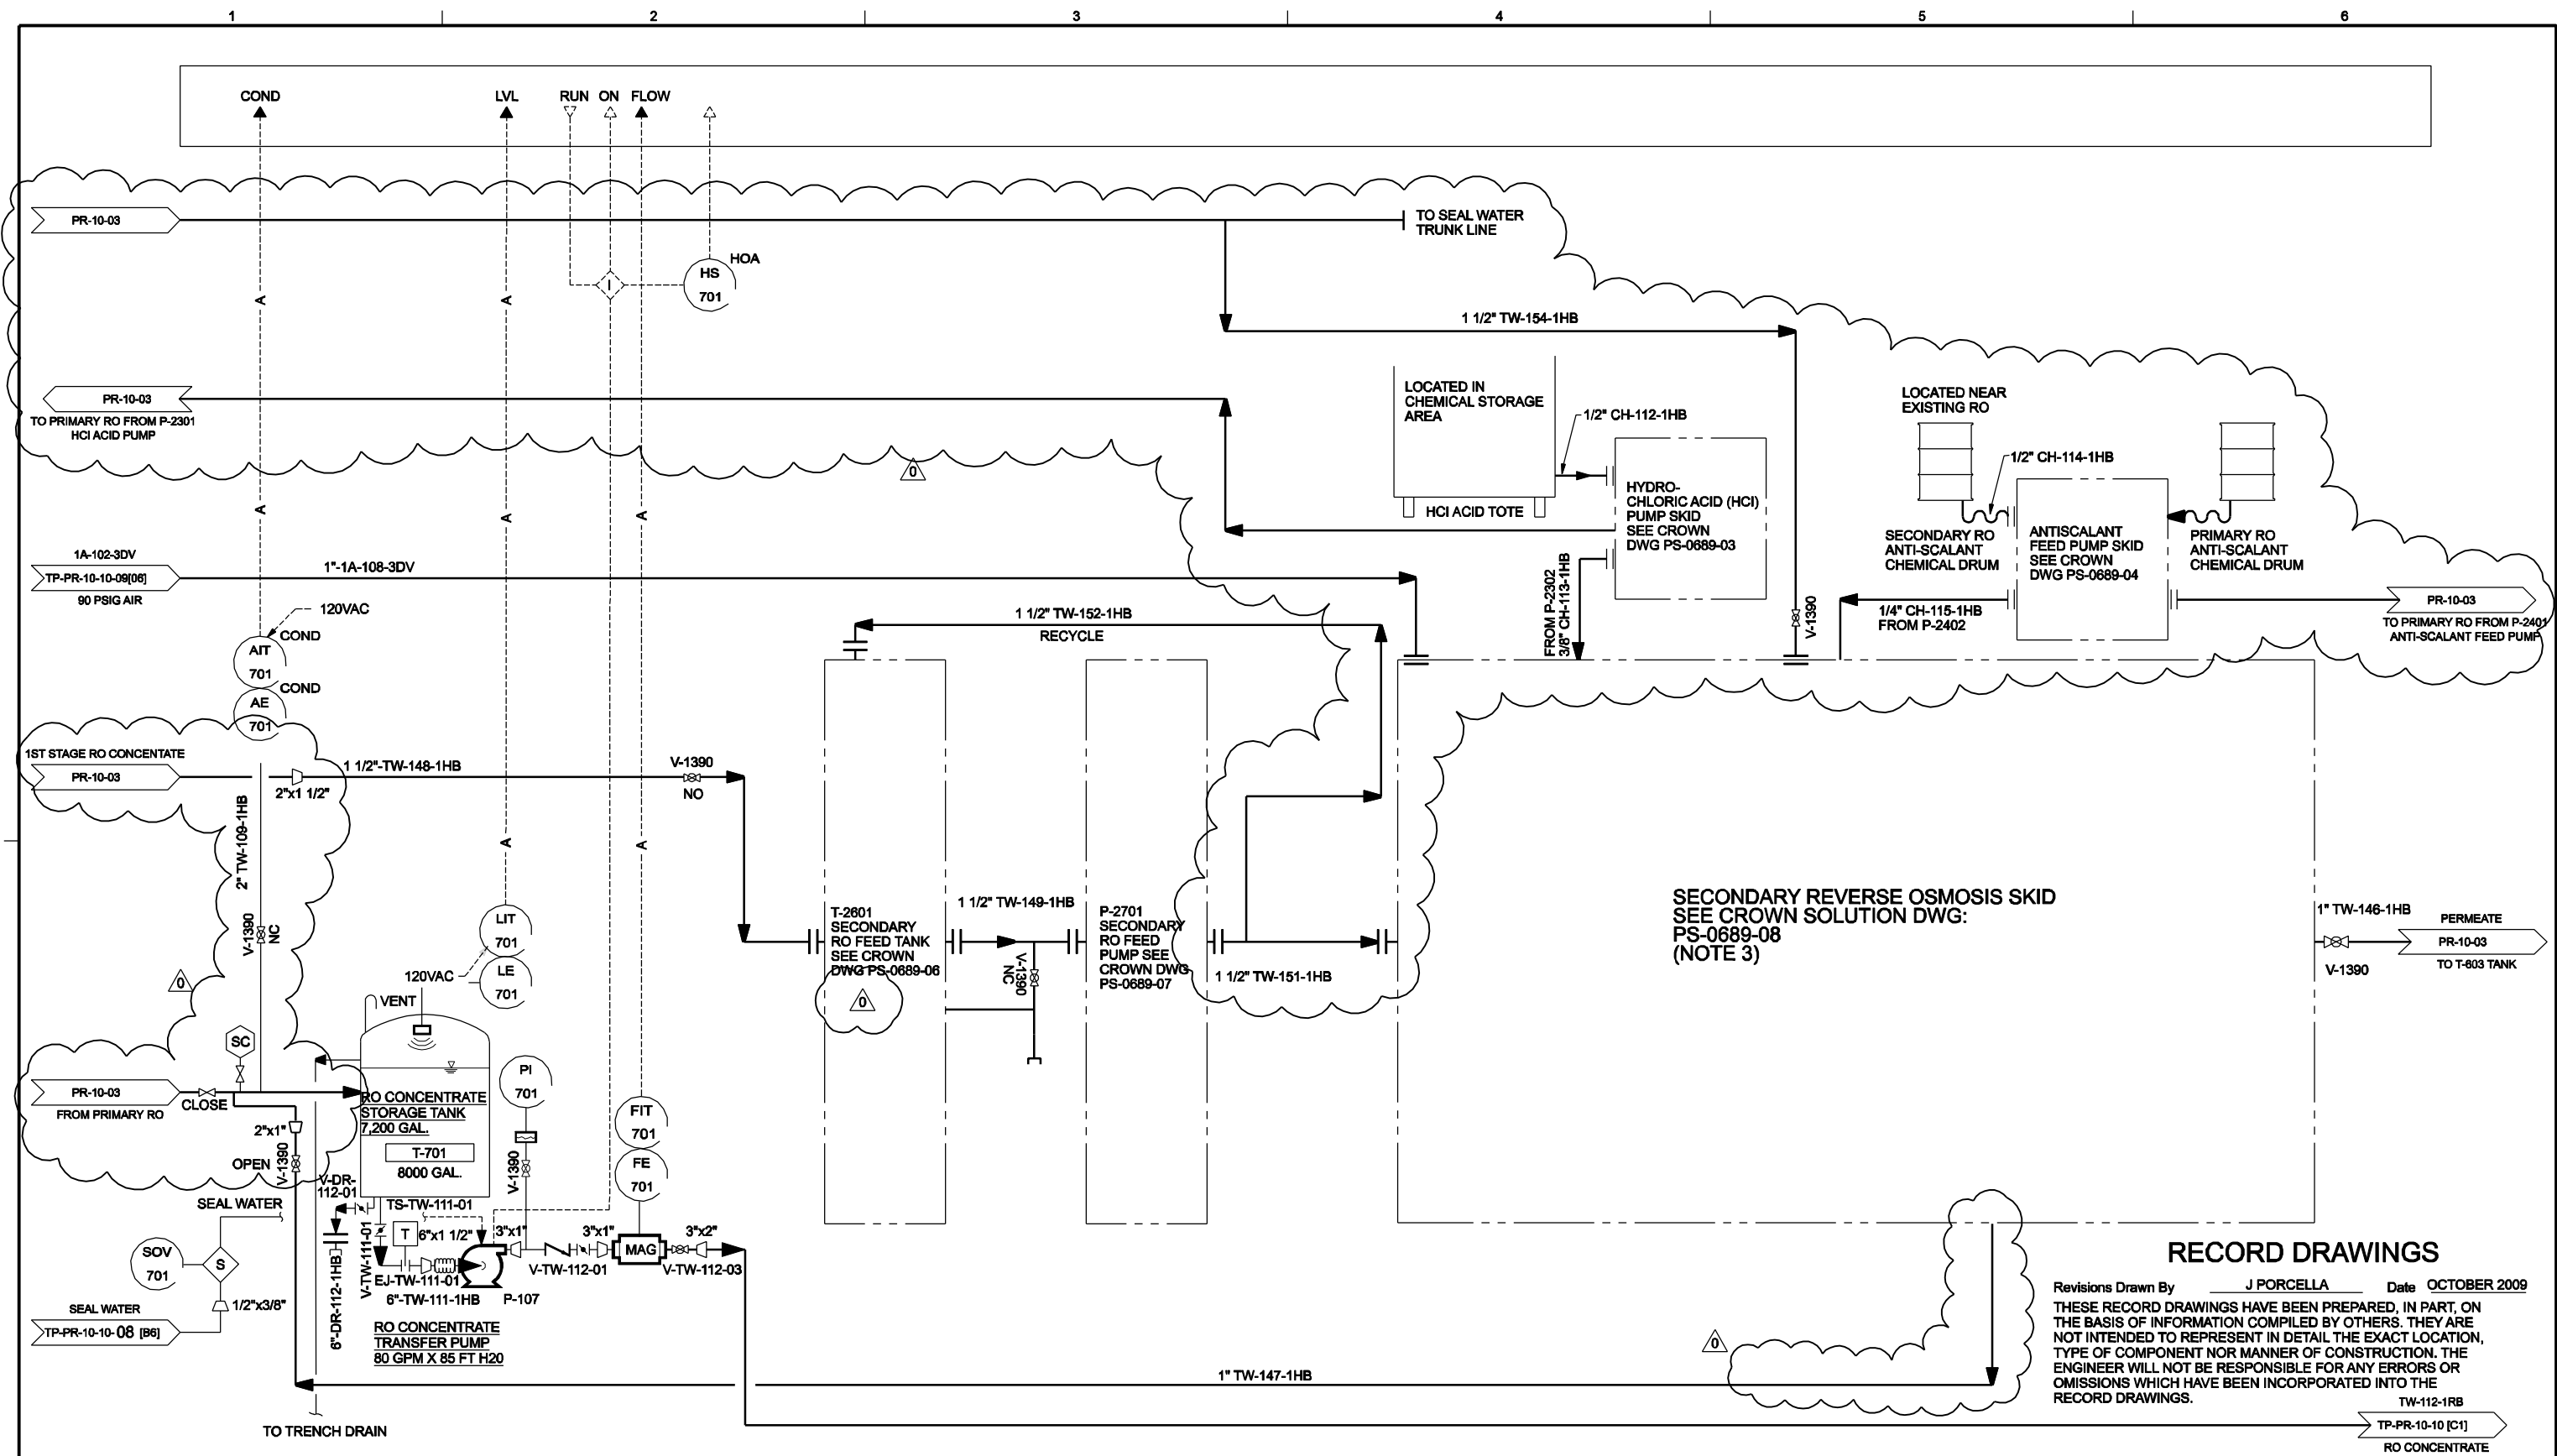 1 2 3 4 5 6
COND LVL RUN ON FLOW
PR-10-03
TO SEAL WATER
TRUNK LINE
HS
701
HOA
I
A A
1 1/2" TW-154-1HB
PR-10-03
TO PRIMARY RO FROM P-2301
HCl ACID PUMP
0
LOCATED IN
CHEMICAL STORAGE
AREA
HCl ACID TOTE
1/2" CH-112-1HB
HYDRO-
CHLORIC ACID (HCl)
PUMP SKID
SEE CROWN
DWG PS-0689-03
FROM P-2302
3/8" CH-113-1HB
V-1390
LOCATED NEAR
EXISTING RO
1/2" CH-114-1HB
SECONDARY RO
ANTI-SCALANT
CHEMICAL DRUM
ANTISCALANT
FEED PUMP SKID
SEE CROWN
DWG PS-0689-04
PRIMARY RO
ANTI-SCALANT
CHEMICAL DRUM
1/4" CH-115-1HB
FROM P-2402
PR-10-03
TO PRIMARY RO FROM P-2401
ANTI-SCALANT FEED PUMP
A A A
1A-102-3DV
TP-PR-10-10-09[06]
90 PSIG AIR
1"-1A-108-3DV
120VAC
COND
AIT
701
COND
AE
701
1 1/2" TW-152-1HB
RECYCLE
1ST STAGE RO CONCENTATE
PR-10-03
2"x1 1/2"
1 1/2"-TW-148-1HB
V-1390
NO
2" TW-109-1HB
V-1390
NC
A A
LIT
701
LE
701
120VAC
0
VENT
SC
PR-10-03
FROM PRIMARY RO
CLOSE
2"x1"
OPEN
V-1390
RO CONCENTRATE
STORAGE TANK
7,200 GAL.
T-701
8000 GAL.
PI
701
V-1390
FIT
701
FE
701
T-2601
SECONDARY
RO FEED TANK
SEE CROWN
DWG PS-0689-06
0
1 1/2" TW-149-1HB
V-1390
NC
P-2701
SECONDARY
RO FEED
PUMP SEE
CROWN DWG
PS-0689-07
1 1/2" TW-151-1HB
SECONDARY REVERSE OSMOSIS SKID
SEE CROWN SOLUTION DWG:
PS-0689-08
(NOTE 3)
1" TW-146-1HB
V-1390
PERMEATE
PR-10-03
TO T-603 TANK
SEAL WATER
SOV
701
S
1/2"x3/8"
SEAL WATER
TP-PR-10-10-08 [B6]
V-DR-
112-01
6"-DR-112-1HB
V-TW-111-01
TS-TW-111-01
T
6"x1 1/2"
3"x1"
3"x1"
MAG
3"x2"
EJ-TW-111-01
V-TW-112-01
V-TW-112-03
6"-TW-111-1HB
P-107
RO CONCENTRATE
TRANSFER PUMP
80 GPM X 85 FT H20
TO TRENCH DRAIN
1" TW-147-1HB
0
RECORD DRAWINGS
Revisions Drawn By J PORCELLA Date OCTOBER 2009
THESE RECORD DRAWINGS HAVE BEEN PREPARED, IN PART, ON
THE BASIS OF INFORMATION COMPILED BY OTHERS. THEY ARE
NOT INTENDED TO REPRESENT IN DETAIL THE EXACT LOCATION,
TYPE OF COMPONENT NOR MANNER OF CONSTRUCTION. THE
ENGINEER WILL NOT BE RESPONSIBLE FOR ANY ERRORS OR
OMISSIONS WHICH HAVE BEEN INCORPORATED INTO THE
RECORD DRAWINGS.
TW-112-1RB
TP-PR-10-10 [C1]
RO CONCENTRATE